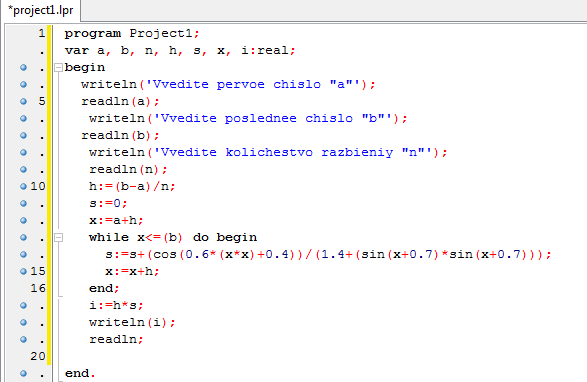 *project1.lpr
1 program Project1;
. var a, b, n, h, s, x, i:real;
. begin
. writeln('Vvedite pervoe chislo "a"');
5 readln(a);
. writeln('Vvedite poslednee chislo "b"');
. readln(b);
. writeln('Vvedite kolichestvo razbieniy "n"');
. readln(n);
10 h:=(b-a)/n;
. s:=0;
. x:=a+h;
. while x<=(b) do begin
. s:=s+(cos(0.6*(x*x)+0.4))/(1.4+(sin(x+0.7)*sin(x+0.7)));
15 x:=x+h;
16 end;
. i:=h*s;
. writeln(i);
. readln;
20
. end.